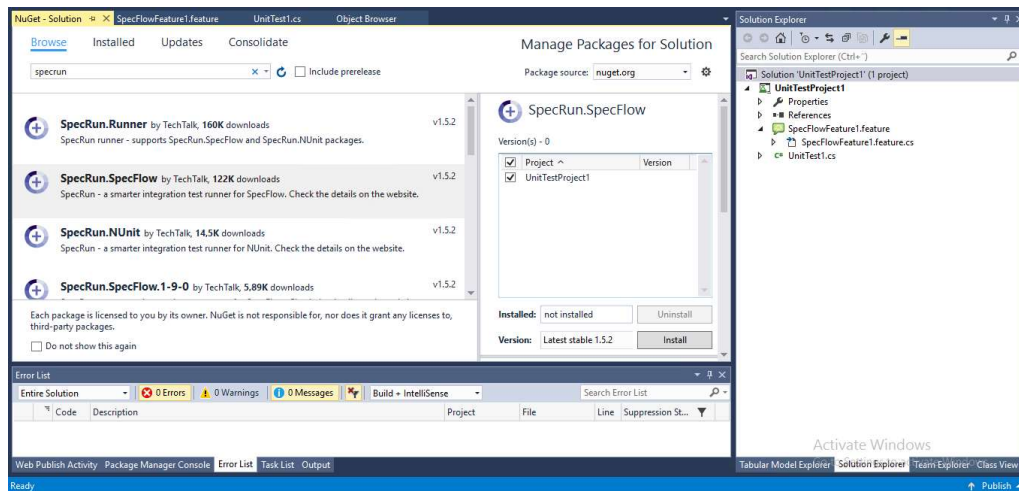 NuGet - Solution SpecFlowFeature1.feature UnitTest1.cs Object Browser
Browse Installed Updates Consolidate Manage Packages for Solution
specrun Include prerelease Package source: nuget.org
SpecRun.Runner by TechTalk, 160K downloads v1.5.2
SpecRun runner - supports SpecRun.SpecFlow and SpecRun.NUnit packages.
SpecRun.SpecFlow by TechTalk, 122K downloads v1.5.2
SpecRun - a smarter integration test runner for SpecFlow. Check the details on the website.
SpecRun.NUnit by TechTalk, 14,5K downloads v1.5.2
SpecRun - a smarter integration test runner for NUnit. Check the details on the website.
SpecRun.SpecFlow.1-9-0 by TechTalk, 5,89K downloads v1.5.2
Each package is licensed to you by its owner. NuGet is not responsible for, nor does it grant any licenses to,
third-party packages.
Do not show this again
SpecRun.SpecFlow
Version(s) - 0
Project Version
UnitTestProject1
Installed: not installed Uninstall
Version: Latest stable 1.5.2 Install
Error List
Entire Solution 0 Errors 0 Warnings 0 Messages Build + IntelliSense Search Error List
Code Description Project File Line Suppression St...
Web Publish Activity Package Manager Console Error List Task List Output
Ready
Solution Explorer
Search Solution Explorer (Ctrl+")
Solution 'UnitTestProject1' (1 project)
UnitTestProject1
Properties
References
SpecFlowFeature1.feature
SpecFlowFeature1.feature.cs
UnitTest1.cs
Activate Windows
Tabular Model Explorer Solution Explorer Team Explorer Class View
Publish